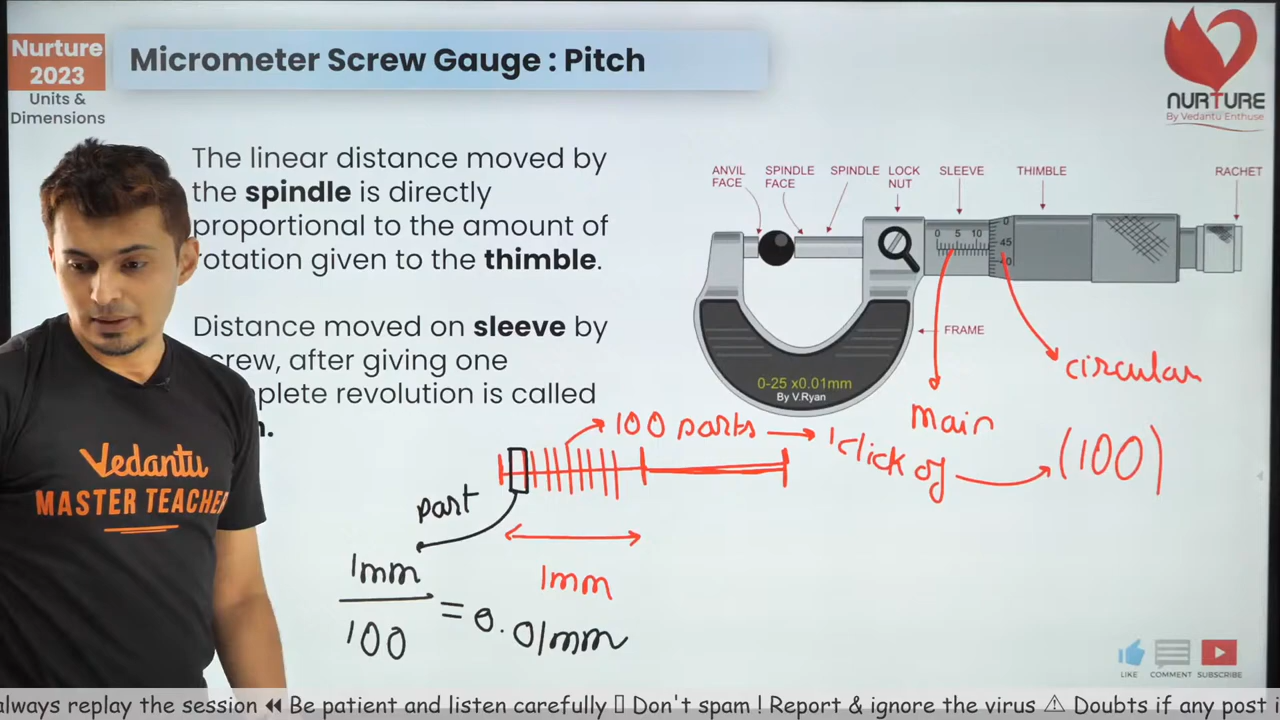 Nurture
2023
Units &
Dimensions
Micrometer Screw Gauge : Pitch
NURTURE
By Vedantu Enthuse
The linear distance moved by
the spindle is directly
proportional to the amount of
rotation given to the thimble.
Distance moved on sleeve by
crew, after giving one
plete revolution is called
ANVIL
FACE
SPINDLE
FACE
SPINDLE
LOCK
NUT
SLEEVE
THIMBLE
RACHET
0 5 10
0
45
FRAME
0-25 x0.01mm
By V.Ryan
circular
main
100 parts
1 click of
(100)
part
1mm
1mm
100
= 0.01mm
Vedantu
MASTER TEACHER
LIKE
COMMENT
SUBSCRIBE
always replay the session ⏪ Be patient and listen carefully Don't spam ! Report & ignore the virus ⚠ Doubts if any post i